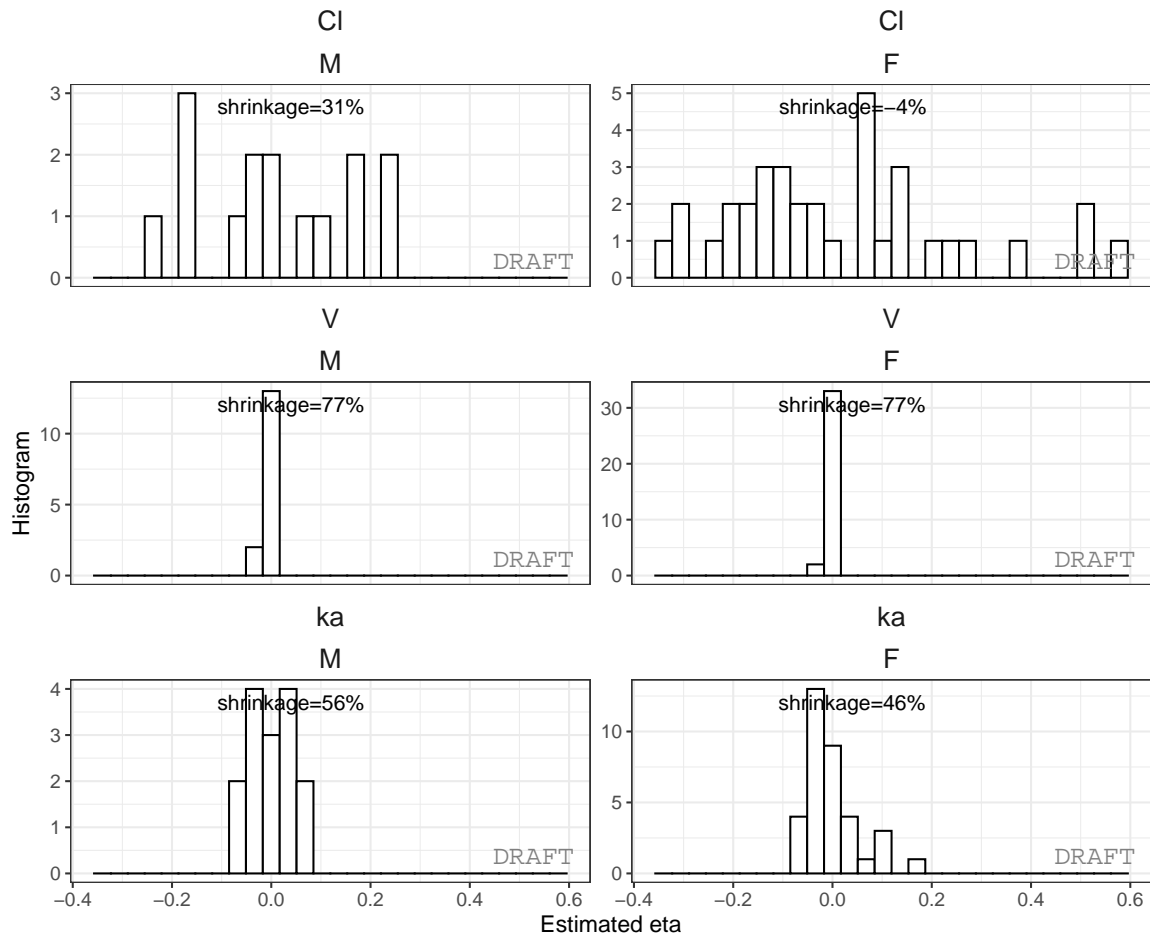 Cl
M
3
2
1
0
shrinkage=31%
DRAFT
Cl
F
5
4
3
2
1
0
shrinkage=−4%
DRAFT
V
M
10
5
0
shrinkage=77%
DRAFT
V
F
30
20
10
0
shrinkage=77%
DRAFT
ka
M
4
3
2
1
0
shrinkage=56%
DRAFT
−0.4 −0.2 0.0 0.2 0.4 0.6
ka
F
10
5
0
shrinkage=46%
DRAFT
−0.4 −0.2 0.0 0.2 0.4 0.6
Histogram
Estimated eta